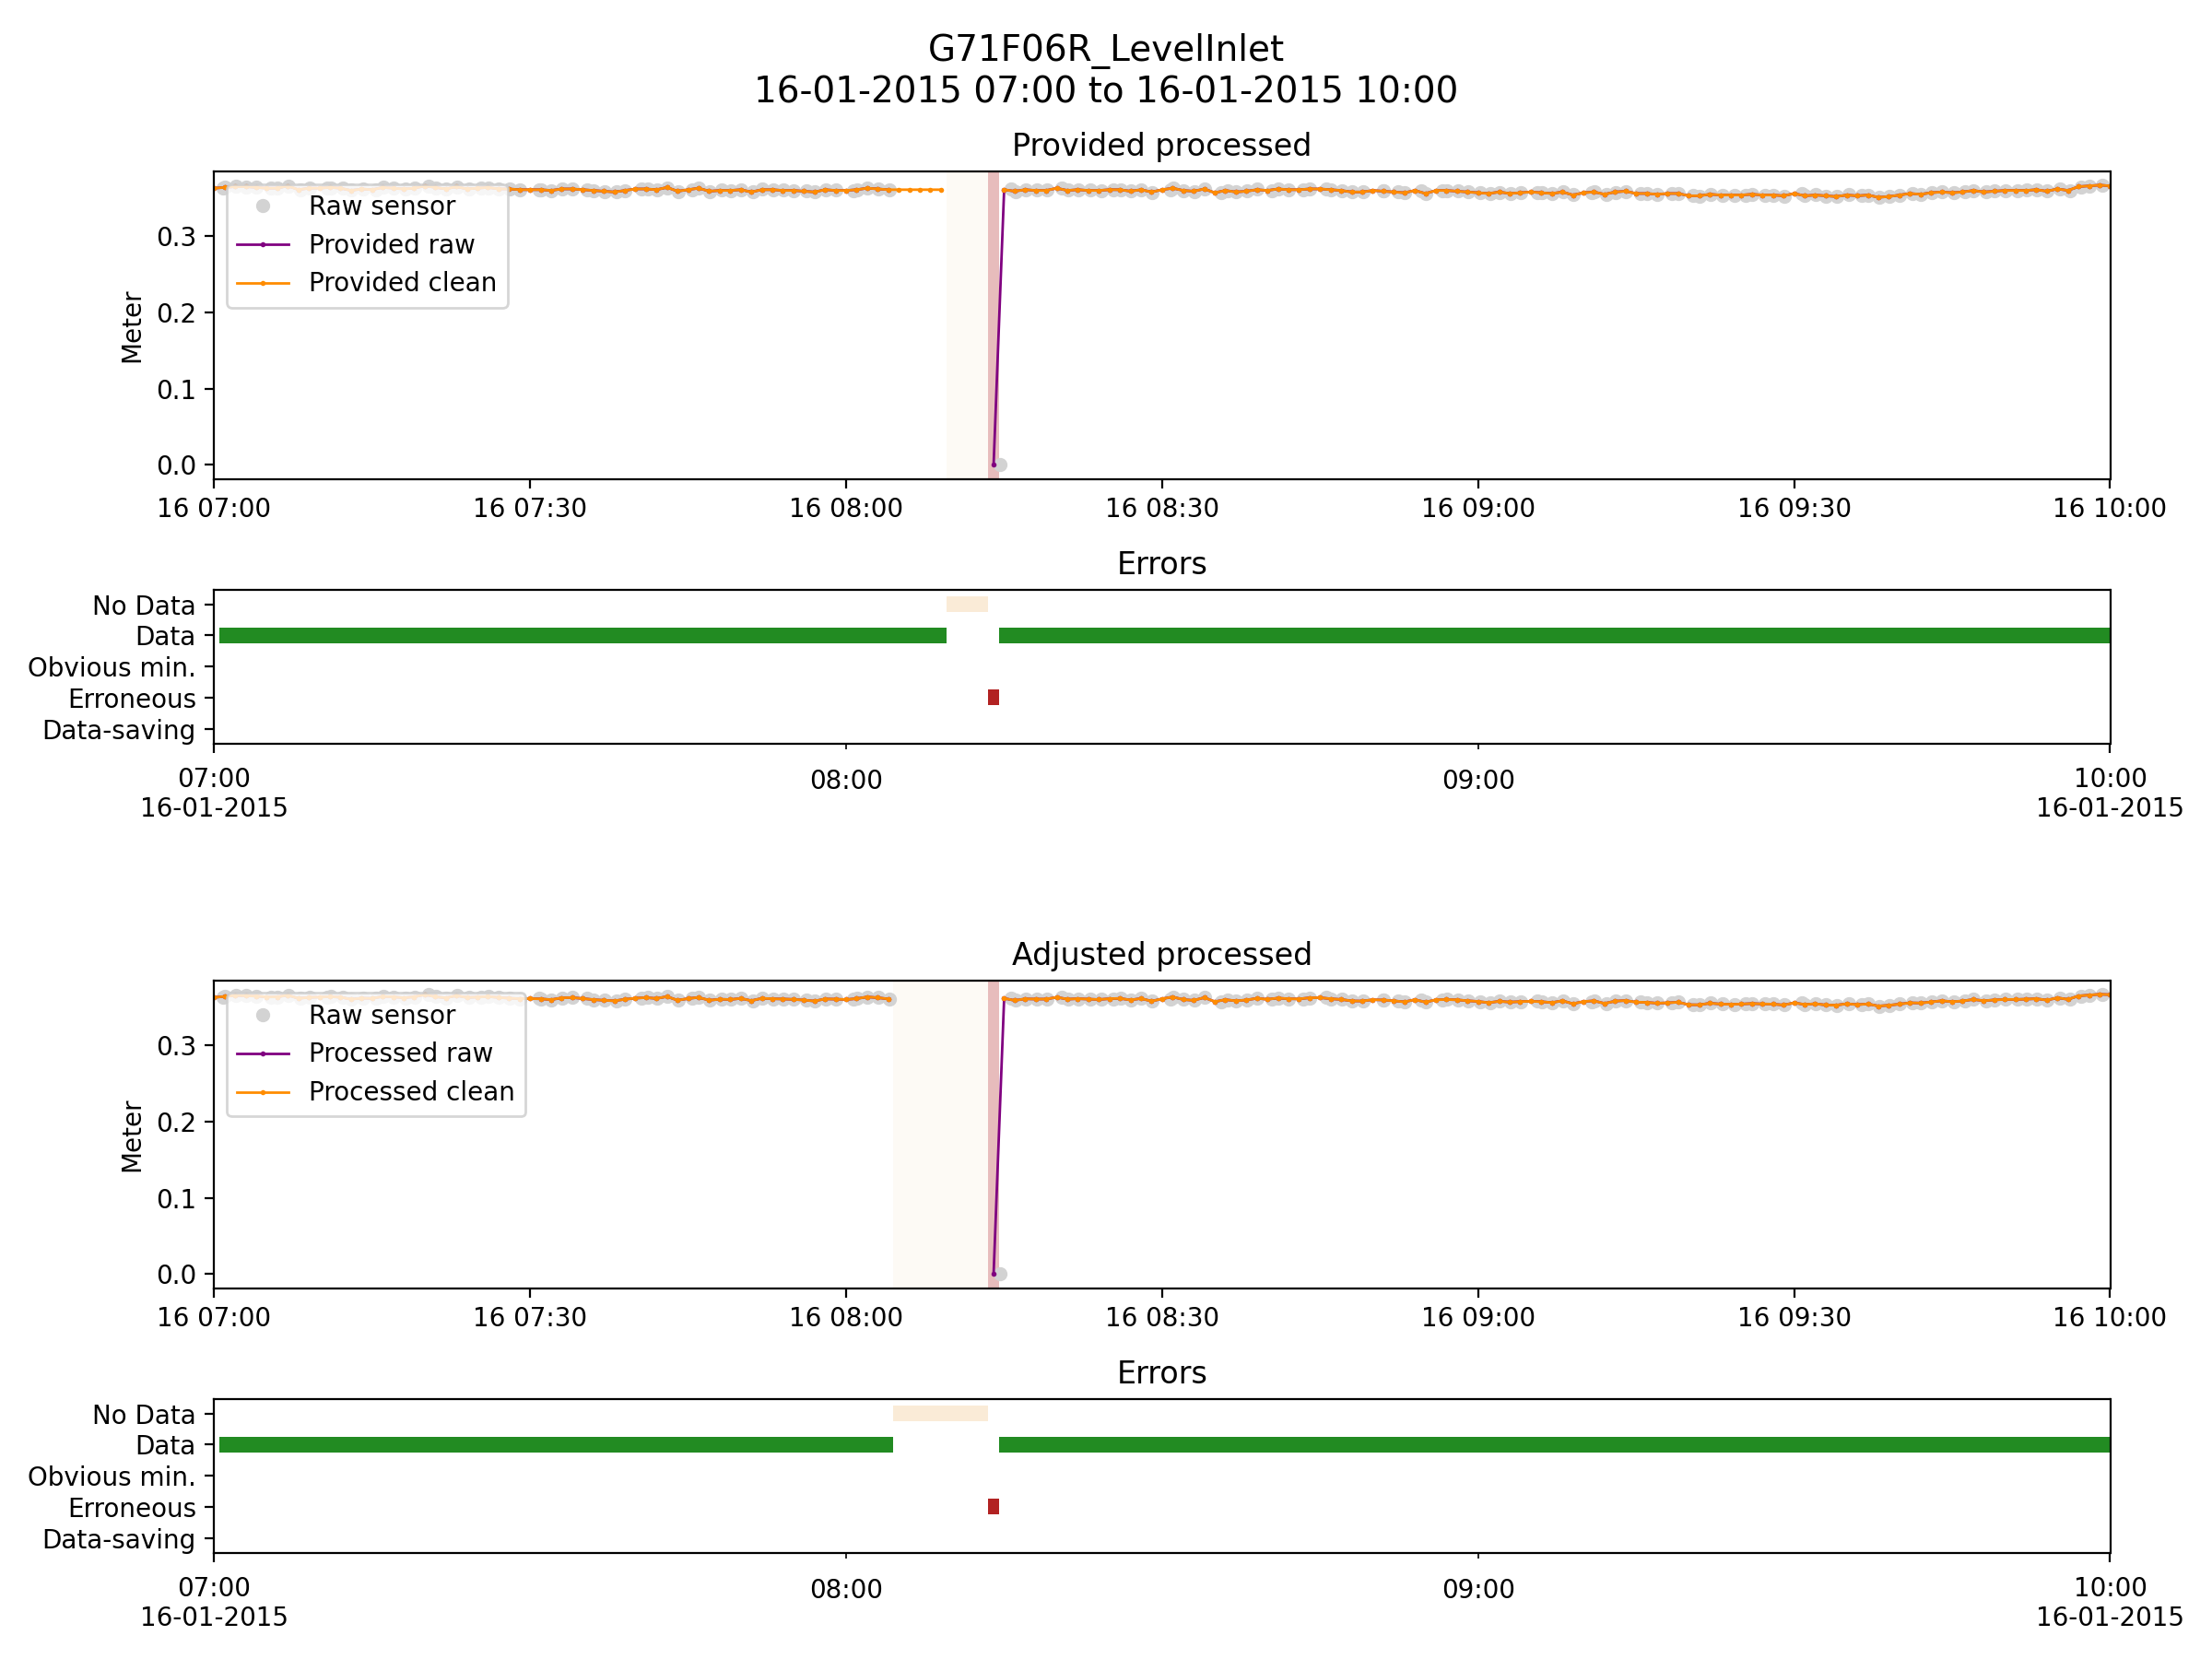 G71F06R_LevelInlet
16-01-2015 07:00 to 16-01-2015 10:00
Provided processed
Raw sensor
Provided raw
Provided clean
Meter
0.3
0.2
0.1
0.0
16 07:00 16 07:30 16 08:00 16 08:30 16 09:00 16 09:30 16 10:00
Errors
No Data
Data
Obvious min.
Erroneous
Data-saving
07:00 08:00 09:00 10:00
16-01-2015 16-01-2015
Adjusted processed
Raw sensor
Processed raw
Processed clean
Meter
0.3
0.2
0.1
0.0
16 07:00 16 07:30 16 08:00 16 08:30 16 09:00 16 09:30 16 10:00
Errors
No Data
Data
Obvious min.
Erroneous
Data-saving
07:00 08:00 09:00 10:00
16-01-2015 16-01-2015